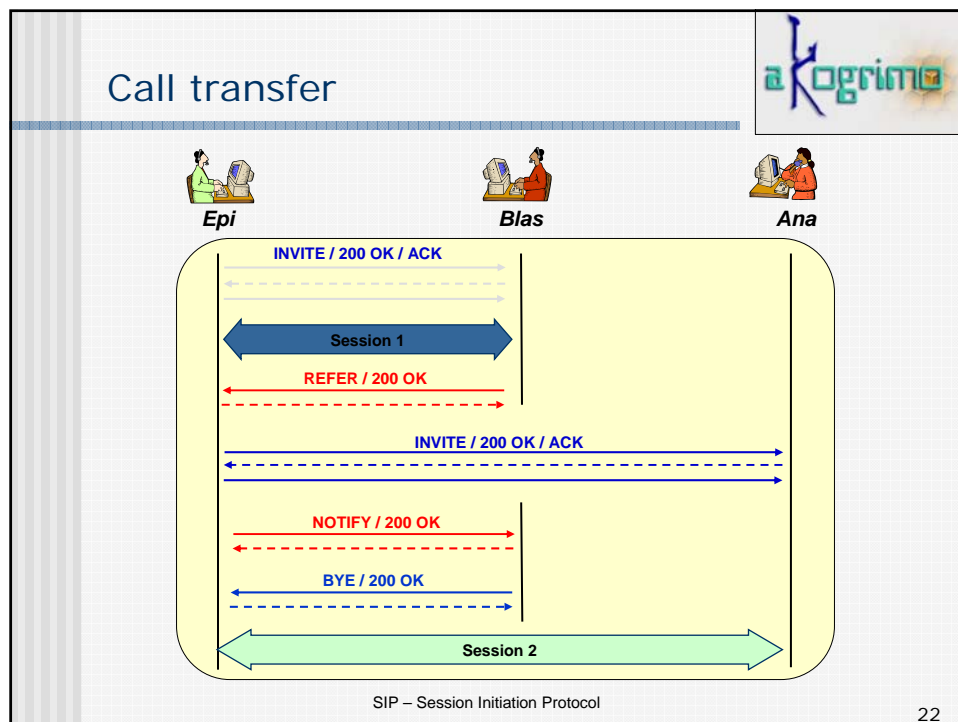 Call transfer
akogrimo
Epi
Blas
Ana
INVITE / 200 OK / ACK
Session 1
REFER / 200 OK
INVITE / 200 OK / ACK
NOTIFY / 200 OK
BYE / 200 OK
Session 2
SIP – Session Initiation Protocol
22